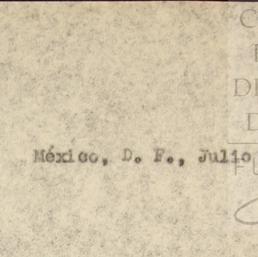 México, D. F., Julio